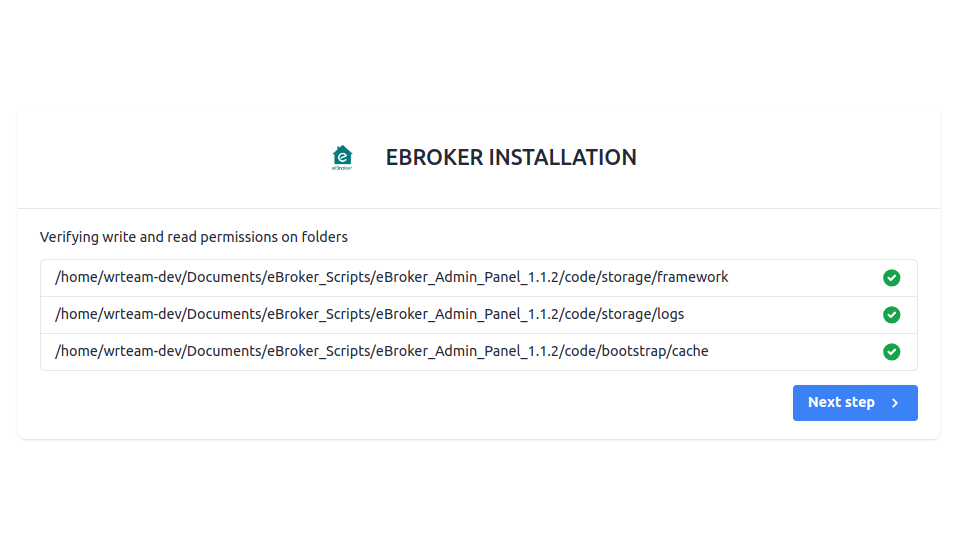 eBroker
EBROKER INSTALLATION
Verifying write and read permissions on folders
/home/wrteam-dev/Documents/eBroker_Scripts/eBroker_Admin_Panel_1.1.2/code/storage/framework
/home/wrteam-dev/Documents/eBroker_Scripts/eBroker_Admin_Panel_1.1.2/code/storage/logs
/home/wrteam-dev/Documents/eBroker_Scripts/eBroker_Admin_Panel_1.1.2/code/bootstrap/cache
Next step